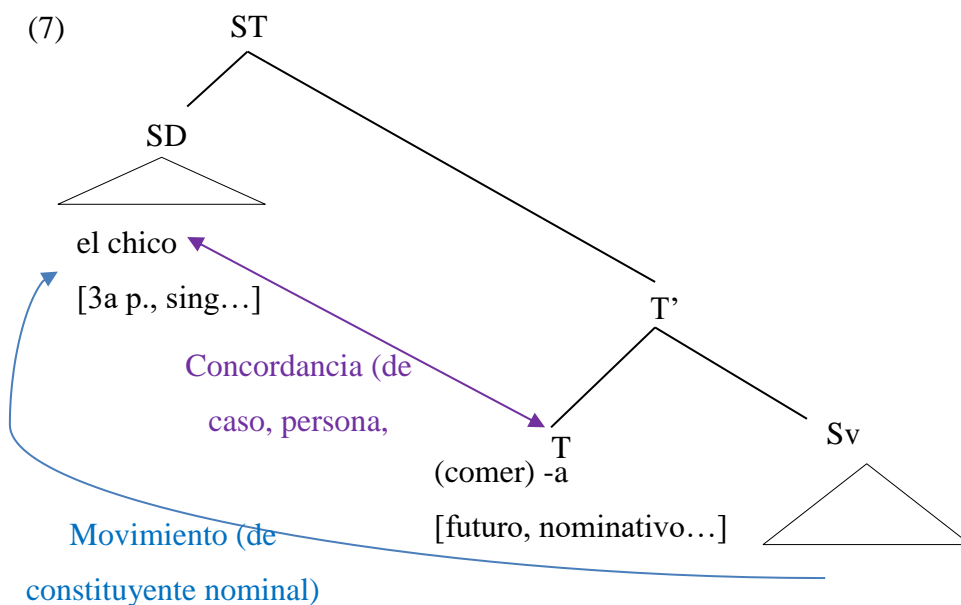 (7)
ST
SD
el chico
[3a p., sing…]
T’
Concordancia (de
caso, persona,
T
Sv
(comer) -a
[futuro, nominativo…]
Movimiento (de
constituyente nominal)